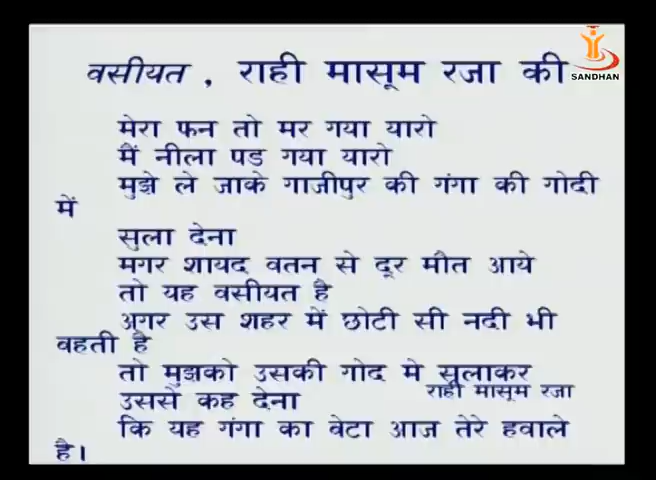 SANDHAN
वसीयत , राही मासूम रजा की
मेरा फन तो मर गया यारो
मैं नीला पड गया यारो
मुझे ले जाके गाजीपुर की गंगा की गोदी
में
सुला देना
मगर शायद वतन से दूर मौत आये
तो यह वसीयत है
अगर उस शहर में छोटी सी नदी भी
वहती है
तो मुझको उसकी गोद मे सुलाकर
राही मासूम रजा
उससे कह देना
कि यह गंगा का वेटा आज तेरे हवाले
है।